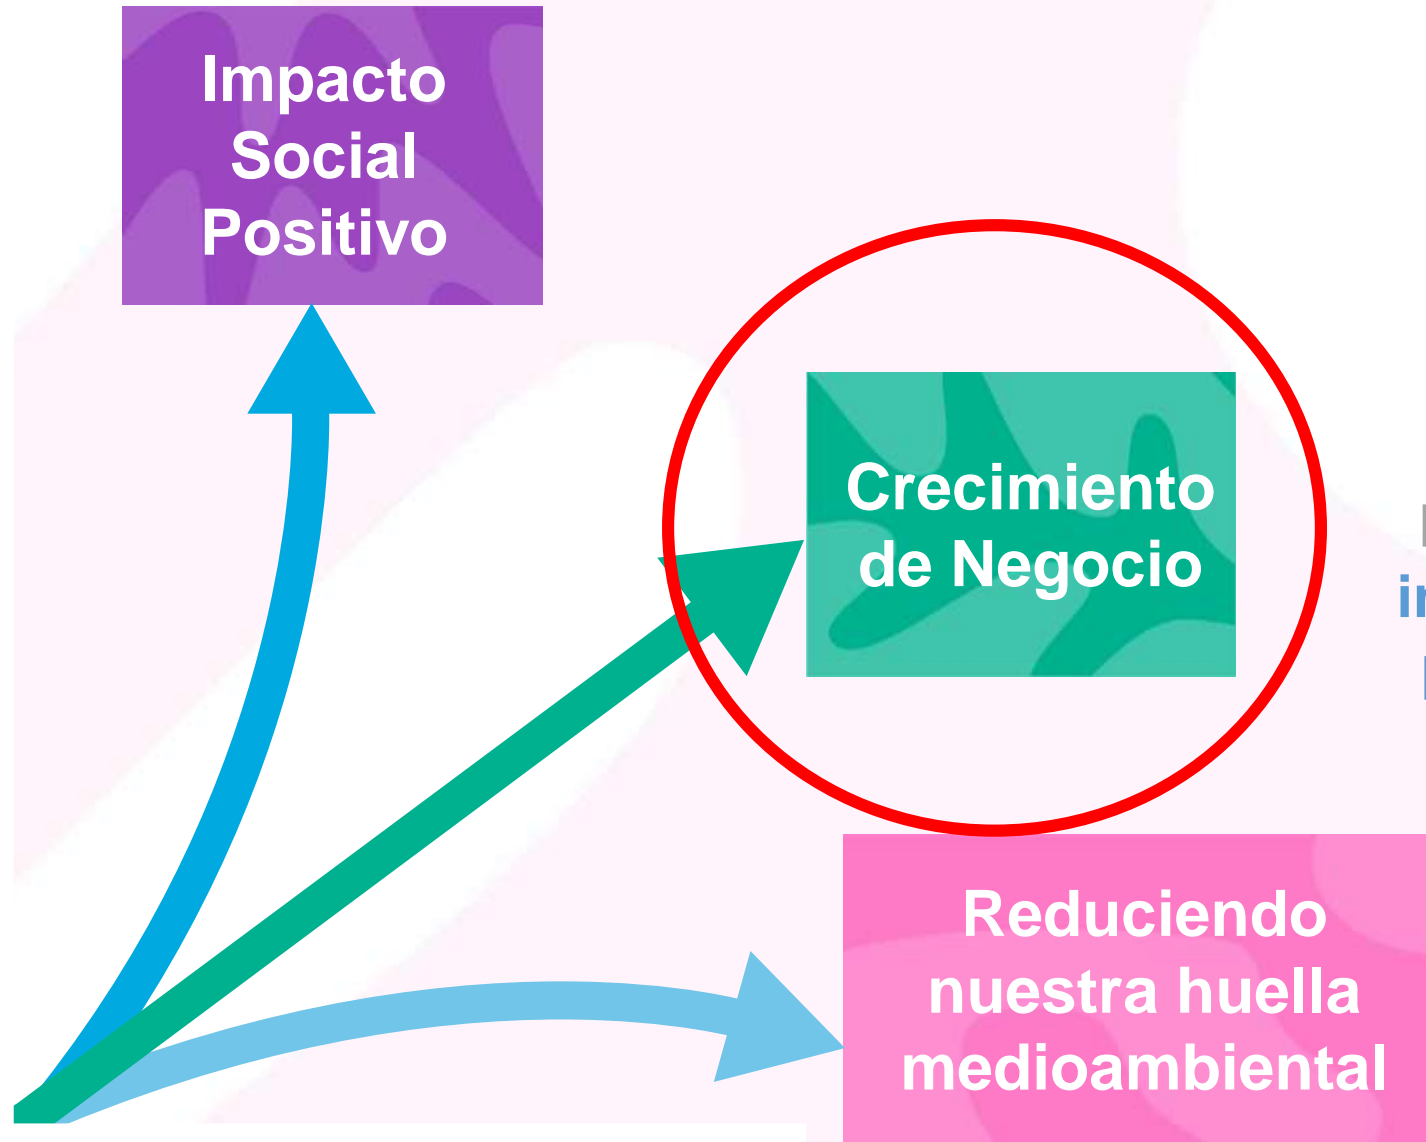 Impacto
Social
Positivo
Crecimiento
de Negocio
Reduciendo
nuestra huella
medioambiental